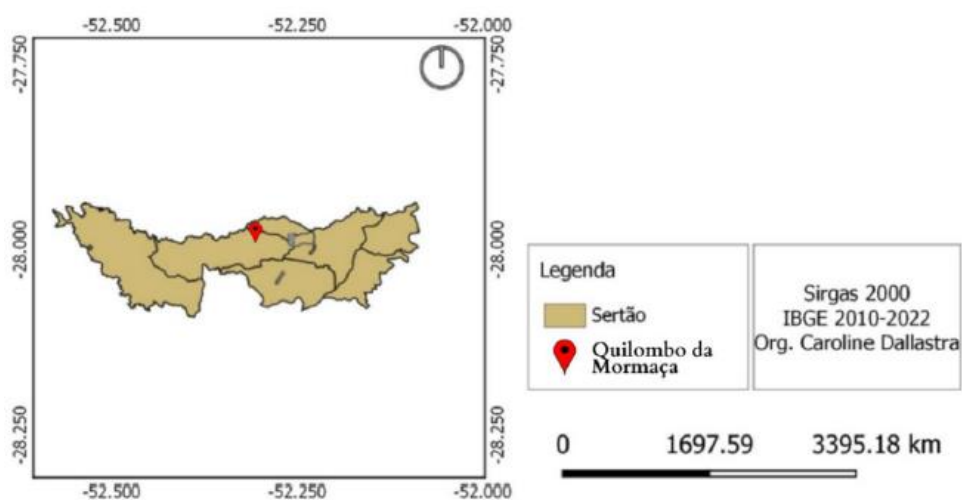 -52.500
-52.250
-52.000
-27.750
-27.750
-28.000
-28.000
-28.250
-28.250
-52.500
-52.250
-52.000
Legenda
Sertão
Quilombo da
Mormaça
Sirgas 2000
IBGE 2010-2022
Org. Caroline Dallastra
0 1697.59 3395.18 km